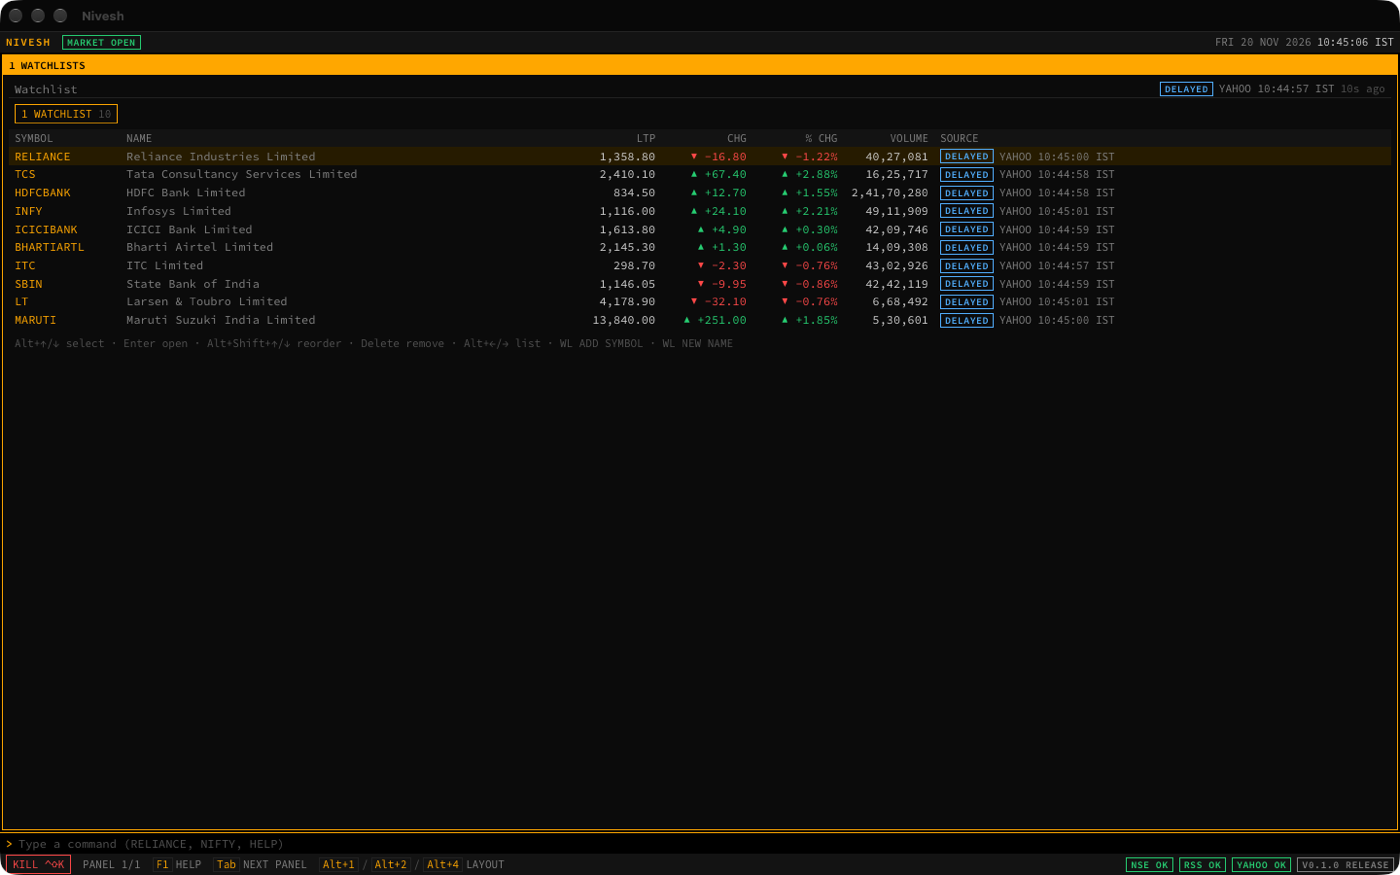 Nivesh
NIVESH MARKET OPEN FRI 20 NOV 2026 10:45:06 IST
1 WATCHLISTS
Watchlist DELAYED YAHOO 10:44:57 IST 10s ago
1 WATCHLIST 10
SYMBOL NAME LTP CHG % CHG VOLUME SOURCE
RELIANCE Reliance Industries Limited 1,358.80 ▼ −16.80 ▼ −1.22% 40,27,081 DELAYED YAHOO 10:45:00 IST
TCS Tata Consultancy Services Limited 2,410.10 ▲ +67.40 ▲ +2.88% 16,25,717 DELAYED YAHOO 10:44:58 IST
HDFCBANK HDFC Bank Limited 834.50 ▲ +12.70 ▲ +1.55% 2,41,70,280 DELAYED YAHOO 10:44:58 IST
INFY Infosys Limited 1,116.00 ▲ +24.10 ▲ +2.21% 49,11,909 DELAYED YAHOO 10:45:01 IST
ICICIBANK ICICI Bank Limited 1,613.80 ▲ +4.90 ▲ +0.30% 42,09,746 DELAYED YAHOO 10:44:59 IST
BHARTIARTL Bharti Airtel Limited 2,145.30 ▲ +1.30 ▲ +0.06% 14,09,308 DELAYED YAHOO 10:44:59 IST
ITC ITC Limited 298.70 ▼ −2.30 ▼ −0.76% 43,02,926 DELAYED YAHOO 10:44:57 IST
SBIN State Bank of India 1,146.05 ▼ −9.95 ▼ −0.86% 42,42,119 DELAYED YAHOO 10:44:59 IST
LT Larsen & Toubro Limited 4,178.90 ▼ −32.10 ▼ −0.76% 6,68,492 DELAYED YAHOO 10:45:01 IST
MARUTI Maruti Suzuki India Limited 13,840.00 ▲ +251.00 ▲ +1.85% 5,30,601 DELAYED YAHOO 10:45:00 IST
Alt+↑/↓ select · Enter open · Alt+Shift+↑/↓ reorder · Delete remove · Alt+←/→ list · WL ADD SYMBOL · WL NEW NAME
> Type a command (RELIANCE, NIFTY, HELP)
KILL ^⇧K PANEL 1/1 F1 HELP Tab NEXT PANEL Alt+1 / Alt+2 / Alt+4 LAYOUT NSE OK RSS OK YAHOO OK V0.1.0 RELEASE